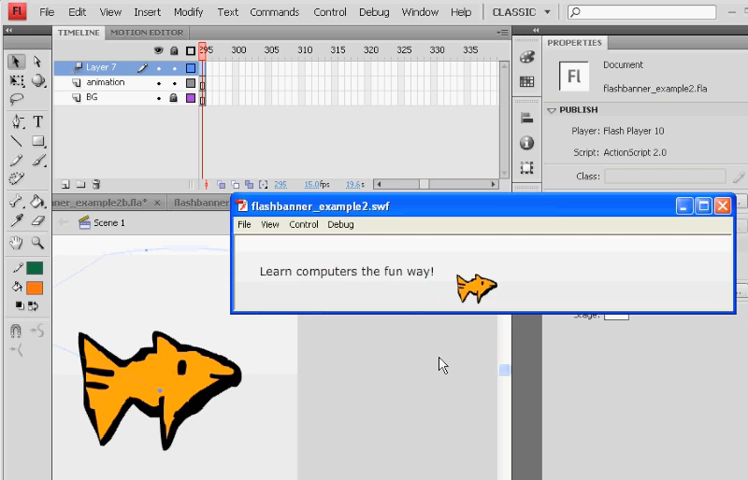 FL File Edit View Insert Modify Text Commands Control Debug Window Help CLASSIC
TIMELINE MOTION EDITOR
295 300 305 310 315 320 325 330 335
Layer 7
animation
BG
295 15.0fps 19.6s
PROPERTIES
Fl Document
flashbanner_example2.fla
PUBLISH
Player: Flash Player 10
Script: ActionScript 2.0
Class:
ner_example2b.fla* × flashbanner
Scene 1
flashbanner_example2.swf
File View Control Debug
Learn computers the fun way!
Stage: